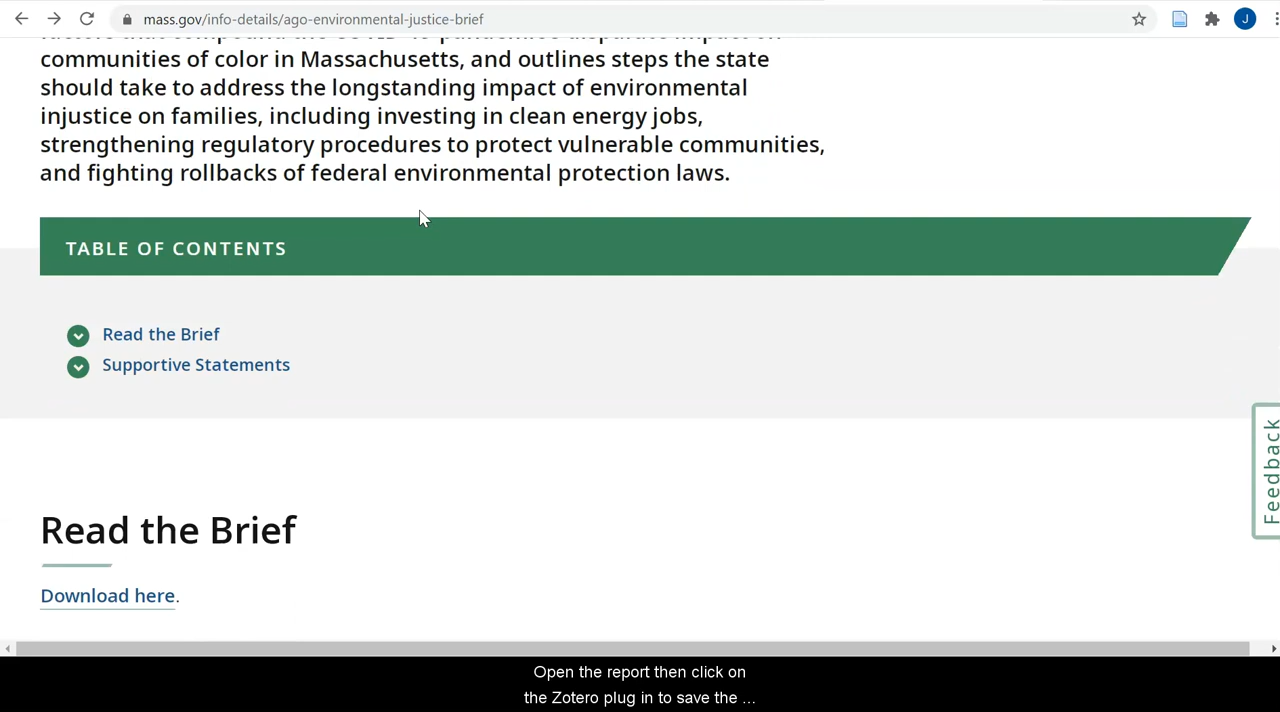 mass.gov/info-details/ago-environmental-justice-brief
J
communities of color in Massachusetts, and outlines steps the state
should take to address the longstanding impact of environmental
injustice on families, including investing in clean energy jobs,
strengthening regulatory procedures to protect vulnerable communities,
and fighting rollbacks of federal environmental protection laws.
TABLE OF CONTENTS
Read the Brief
Supportive Statements
Feedback
Read the Brief
Download here.
Open the report then click on
the Zotero plug in to save the ...